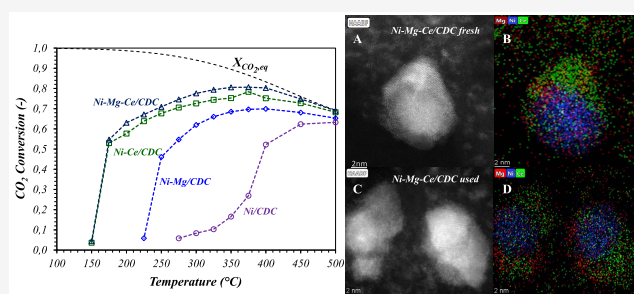 CO2 Conversion (-)
1,0
0,9
0,8
0,7
0,6
0,5
0,4
0,3
0,2
0,1
0,0
XCO2,eq
Ni-Mg-Ce/CDC
Ni-Ce/CDC
Ni-Mg/CDC
Ni/CDC
100 150 200 250 300 350 400 450 500
Temperature (°C)
HAADF
Ni-Mg-Ce/CDC fresh
A
2nm
Mg Ni Ce
B
2 nm
HAADF
Ni-Mg-Ce/CDC used
C
2 nm
Mg Ni Ce
D
2 nm